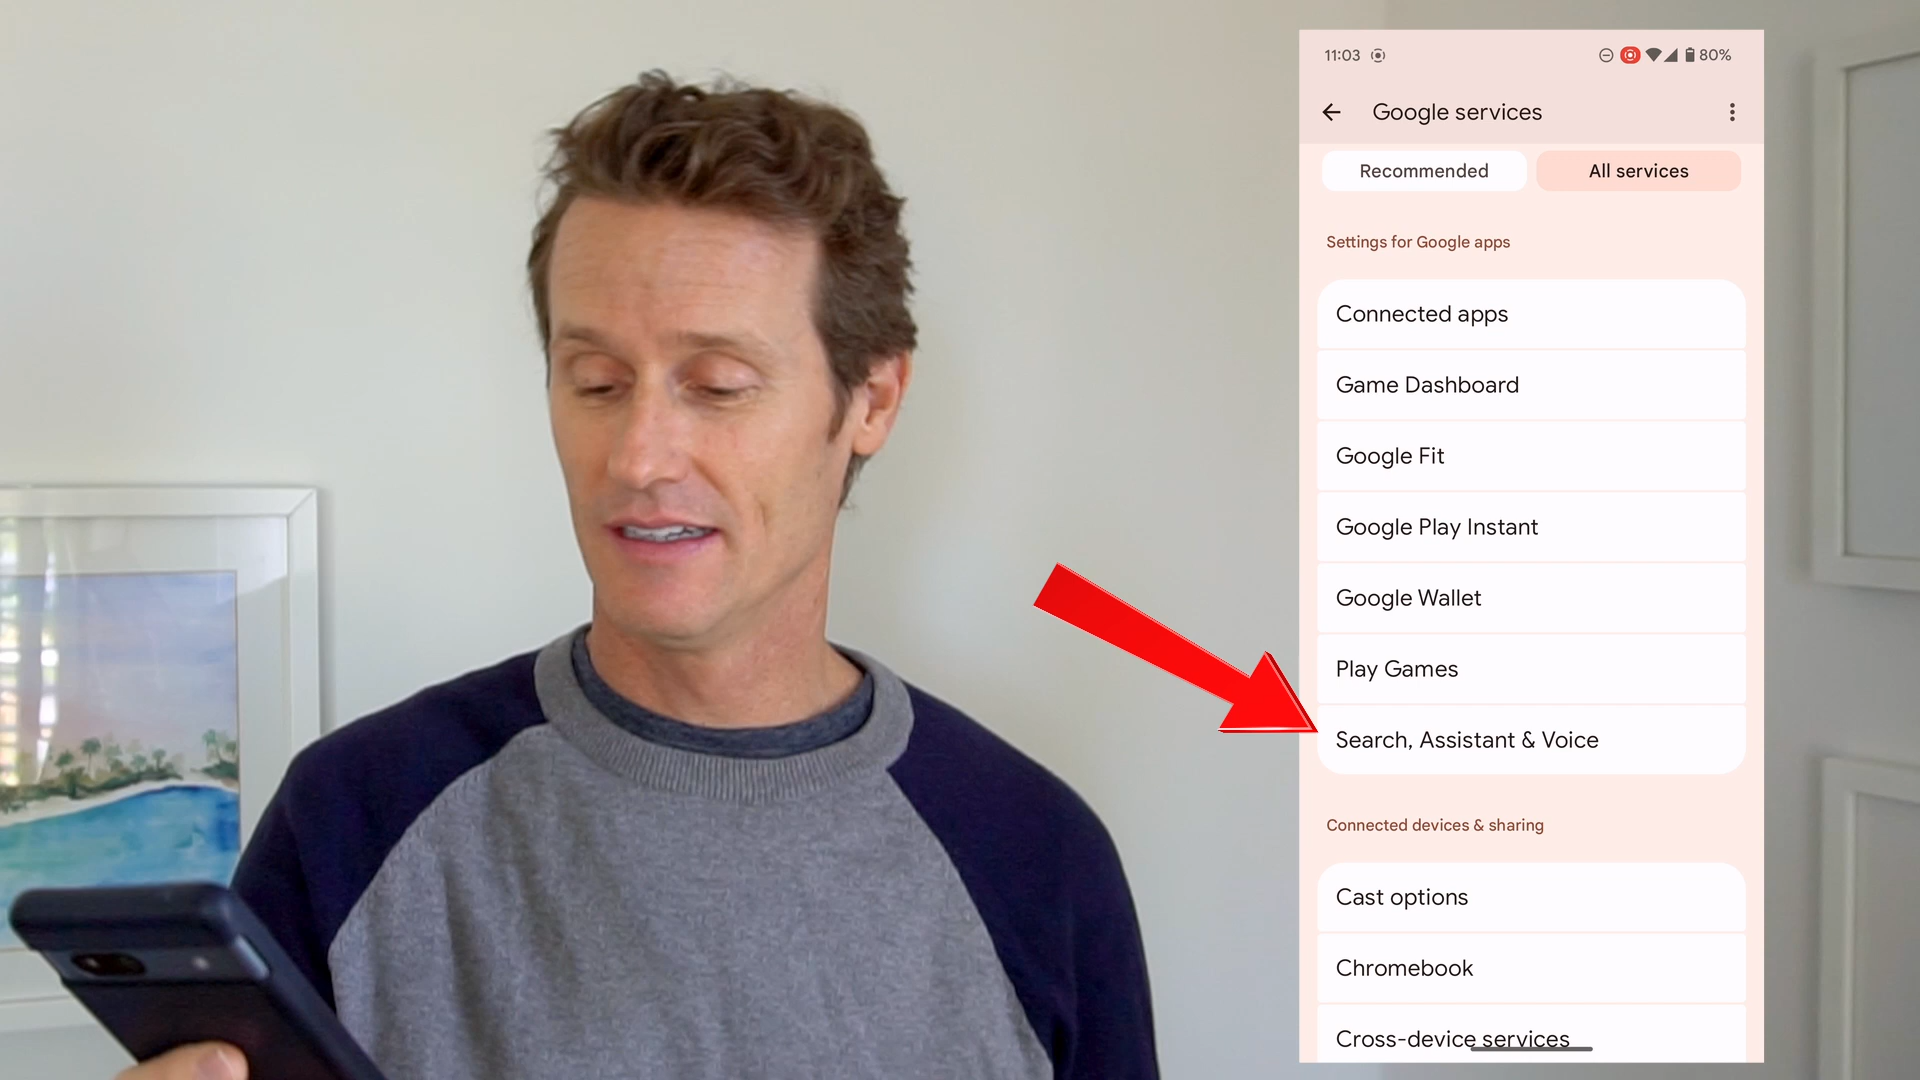 11:03 80%
Google services
Recommended All services
Settings for Google apps
Connected apps
Game Dashboard
Google Fit
Google Play Instant
Google Wallet
Play Games
Search, Assistant & Voice
Connected devices & sharing
Cast options
Chromebook
Cross-device services